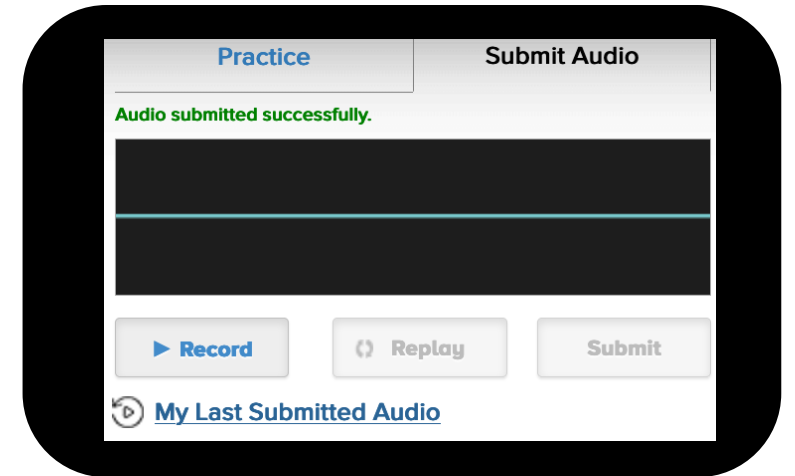 Practice
Submit Audio
Audio submitted successfully.
Record
Replay
Submit
My Last Submitted Audio